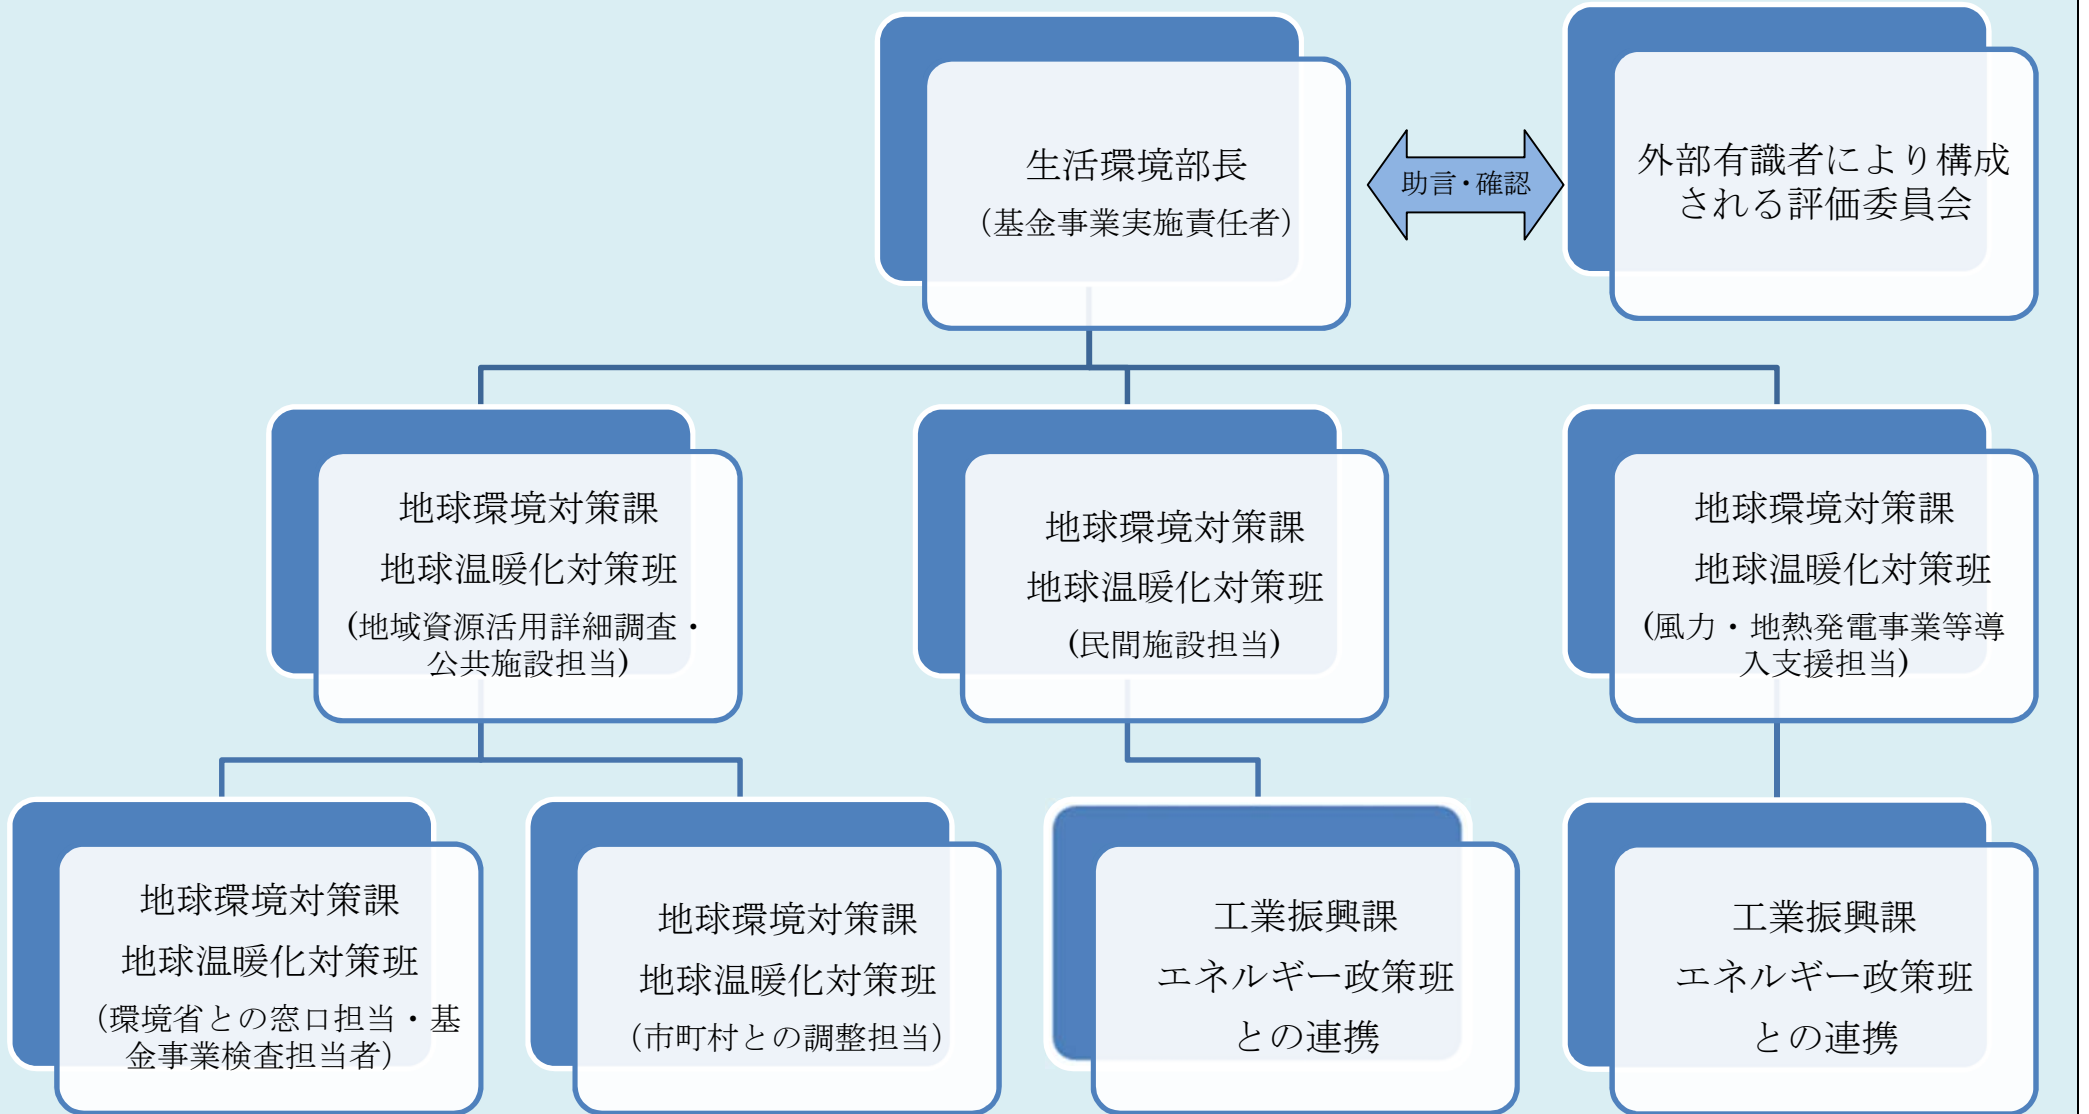 生活環境部長
（基金事業実施責任者）
助言・確認
外部有識者により構成
される評価委員会
地球環境対策課
地球温暖化対策班
(地域資源活用詳細調査・
公共施設担当)
地球環境対策課
地球温暖化対策班
(民間施設担当)
地球環境対策課
地球温暖化対策班
(風力・地熱発電事業等導
入支援担当)
地球環境対策課
地球温暖化対策班
（環境省との窓口担当・基
金事業検査担当者）
地球環境対策課
地球温暖化対策班
（市町村との調整担当）
工業振興課
エネルギー政策班
との連携
工業振興課
エネルギー政策班
との連携